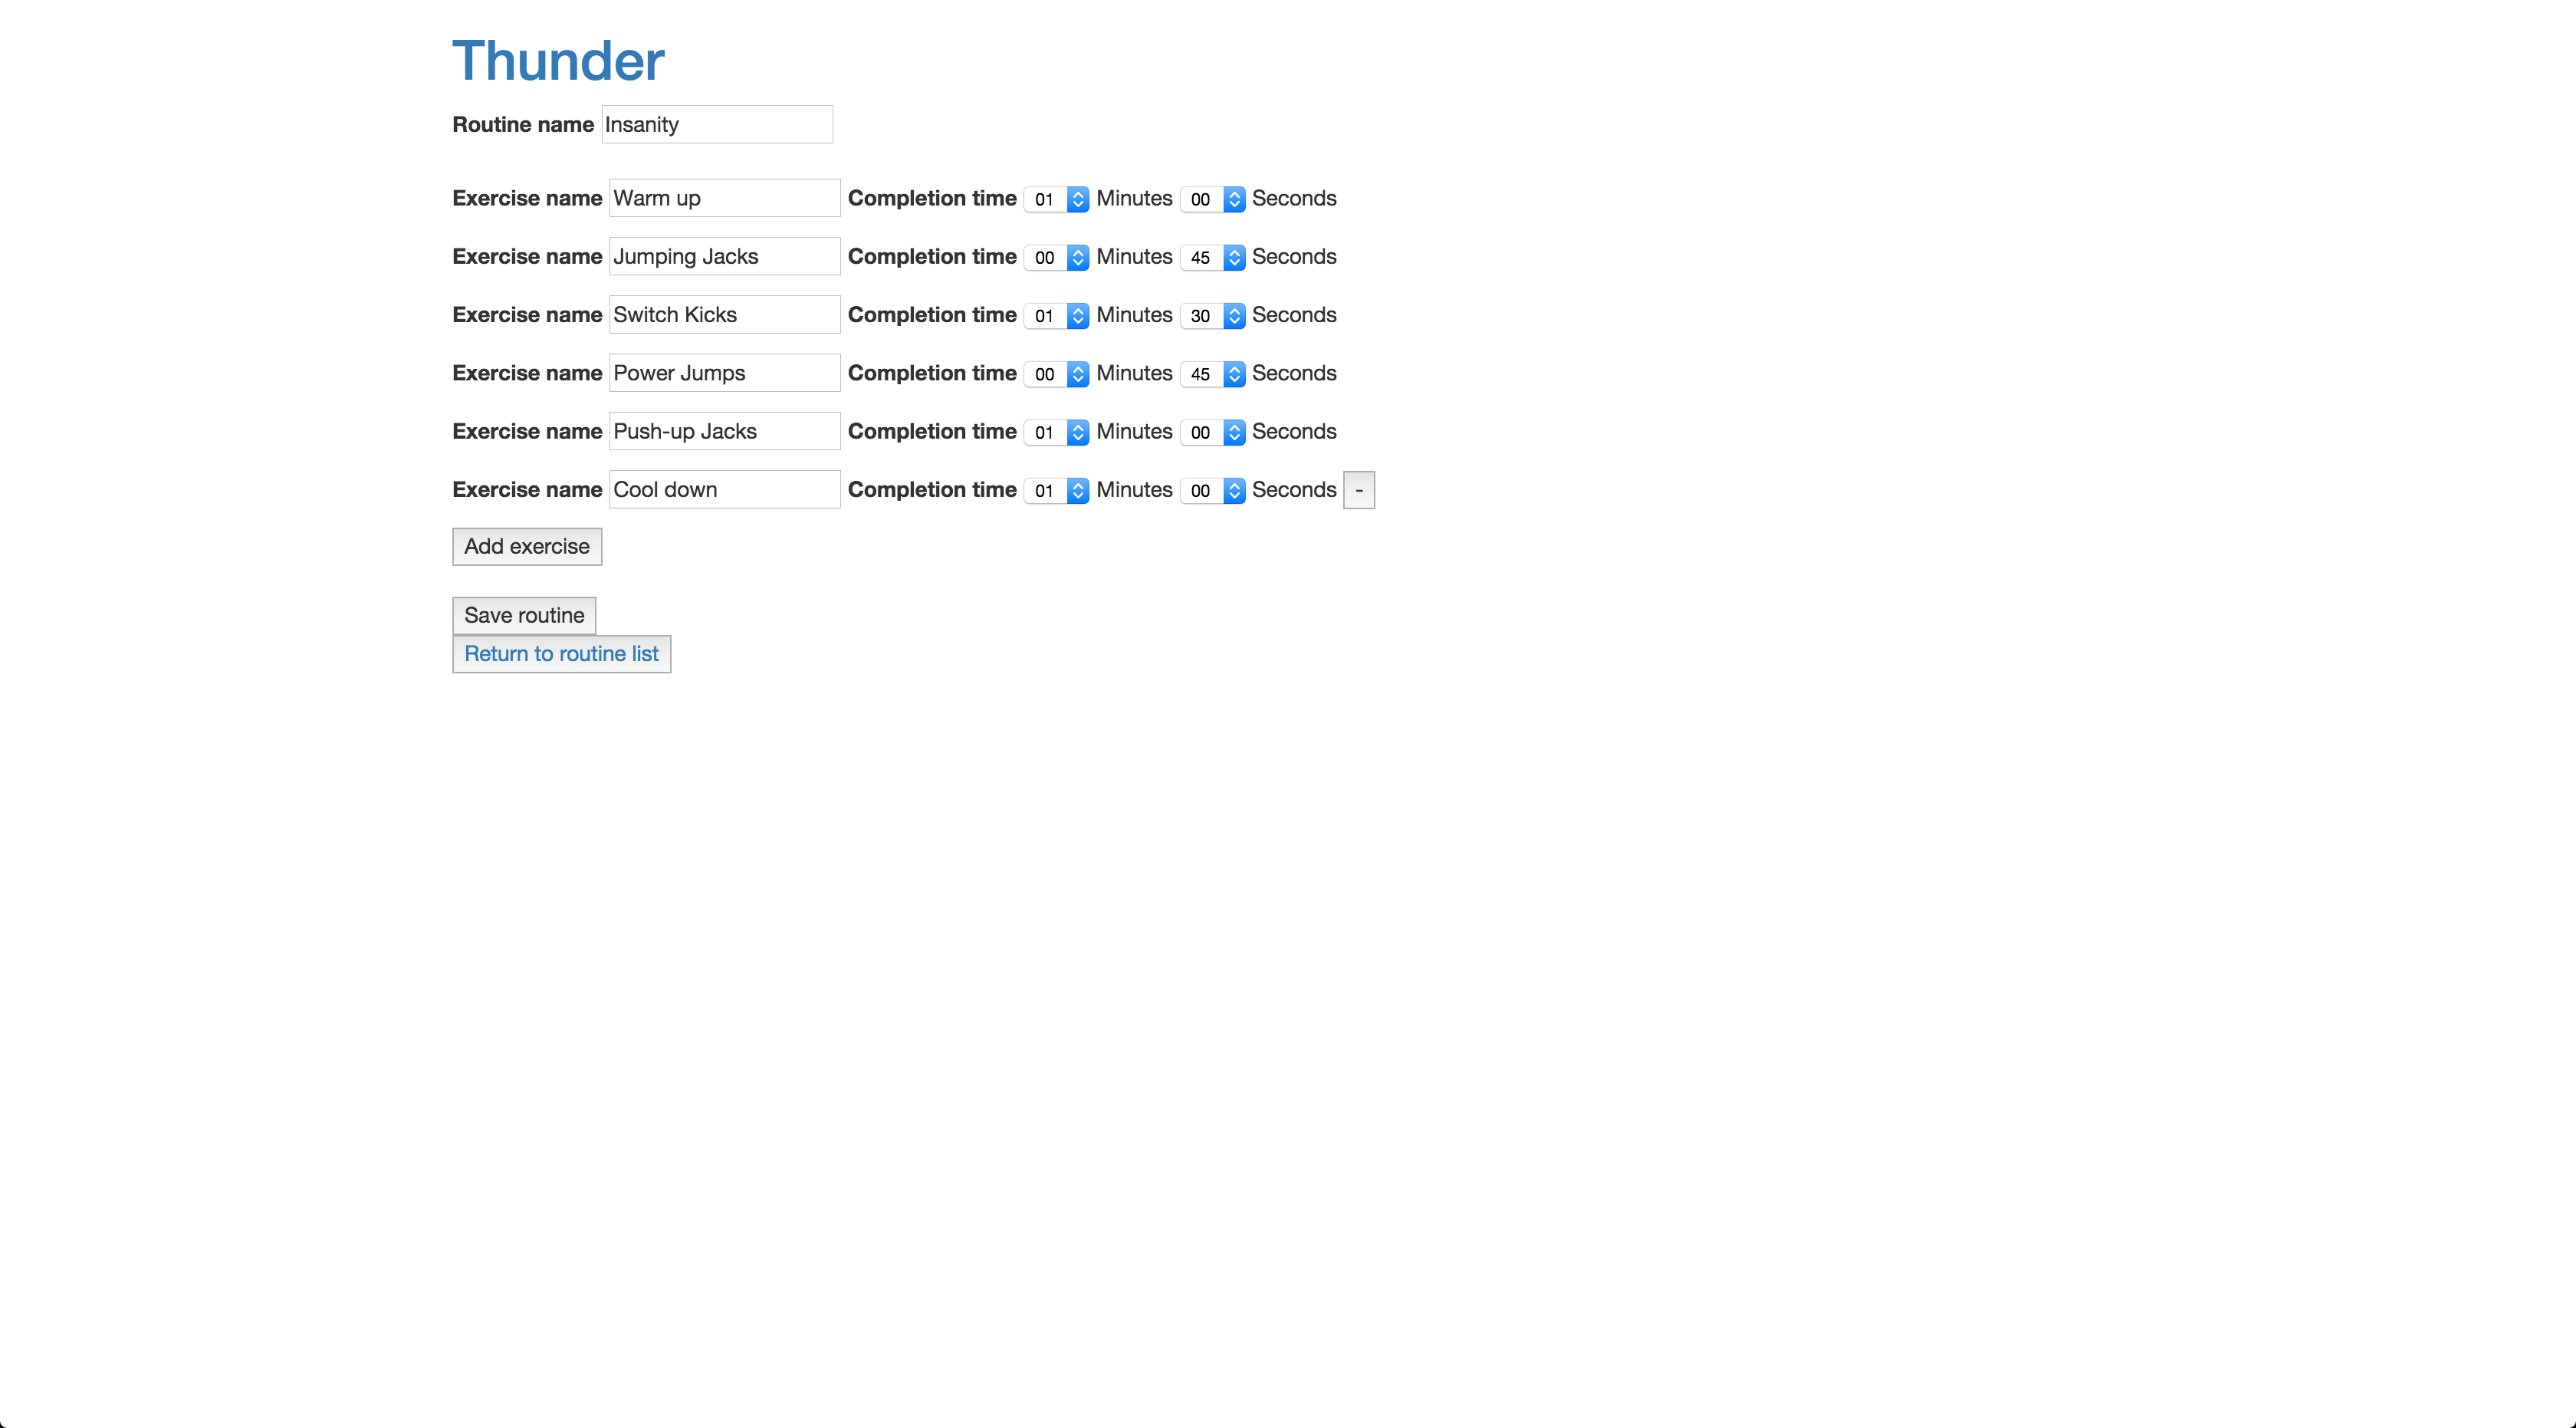 Thunder
Routine name Insanity
Exercise name Warm up Completion time 01 Minutes 00 Seconds
Exercise name Jumping Jacks Completion time 00 Minutes 45 Seconds
Exercise name Switch Kicks Completion time 01 Minutes 30 Seconds
Exercise name Power Jumps Completion time 00 Minutes 45 Seconds
Exercise name Push-up Jacks Completion time 01 Minutes 00 Seconds
Exercise name Cool down Completion time 01 Minutes 00 Seconds -
Add exercise
Save routine
Return to routine list